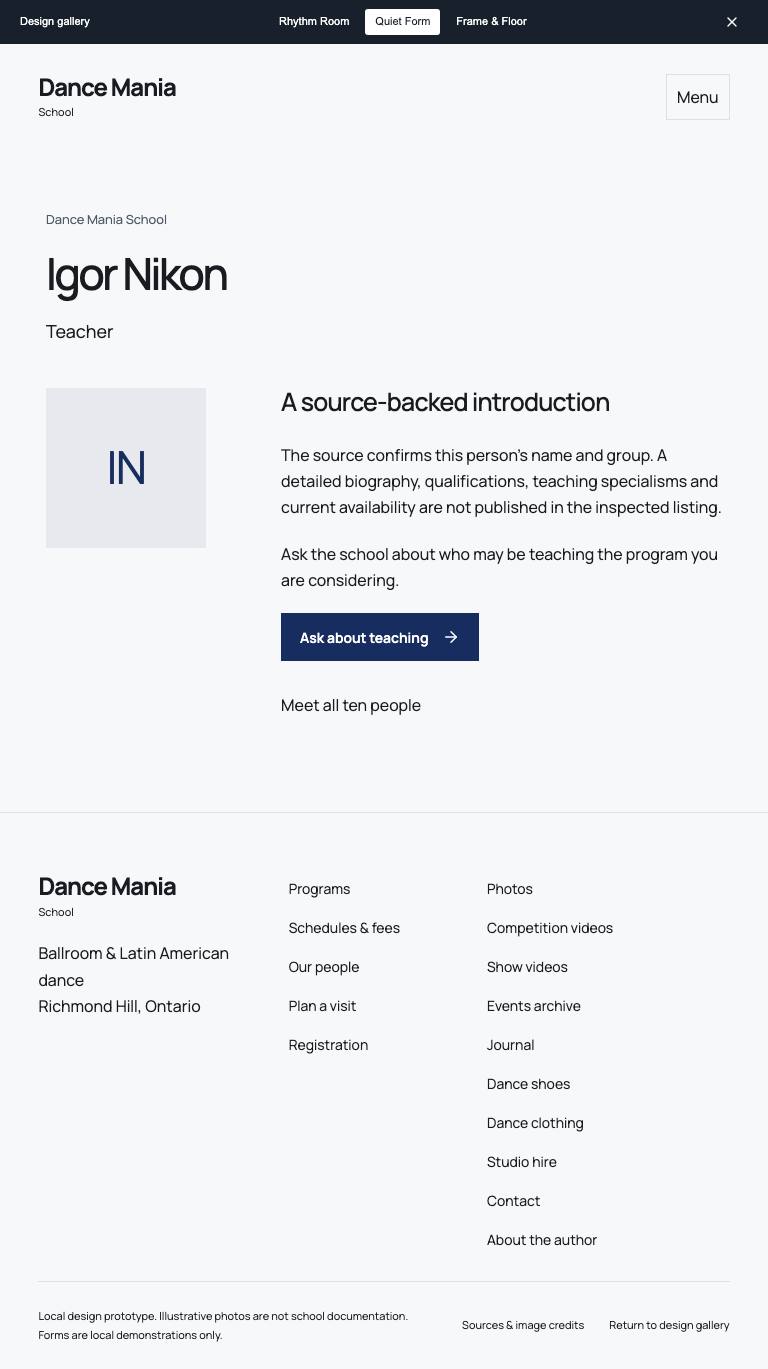 Design gallery
Rhythm Room
Quiet Form
Frame & Floor
Dance Mania
School
Menu
Dance Mania School
Igor Nikon
Teacher
IN
A source-backed introduction
The source confirms this person's name and group. A
detailed biography, qualifications, teaching specialisms and
current availability are not published in the inspected listing.
Ask the school about who may be teaching the program you
are considering.
Ask about teaching
Meet all ten people
Dance Mania
School
Ballroom & Latin American
dance
Richmond Hill, Ontario
Programs
Schedules & fees
Our people
Plan a visit
Registration
Photos
Competition videos
Show videos
Events archive
Journal
Dance shoes
Dance clothing
Studio hire
Contact
About the author
Local design prototype. Illustrative photos are not school documentation.
Forms are local demonstrations only.
Sources & image credits
Return to design gallery